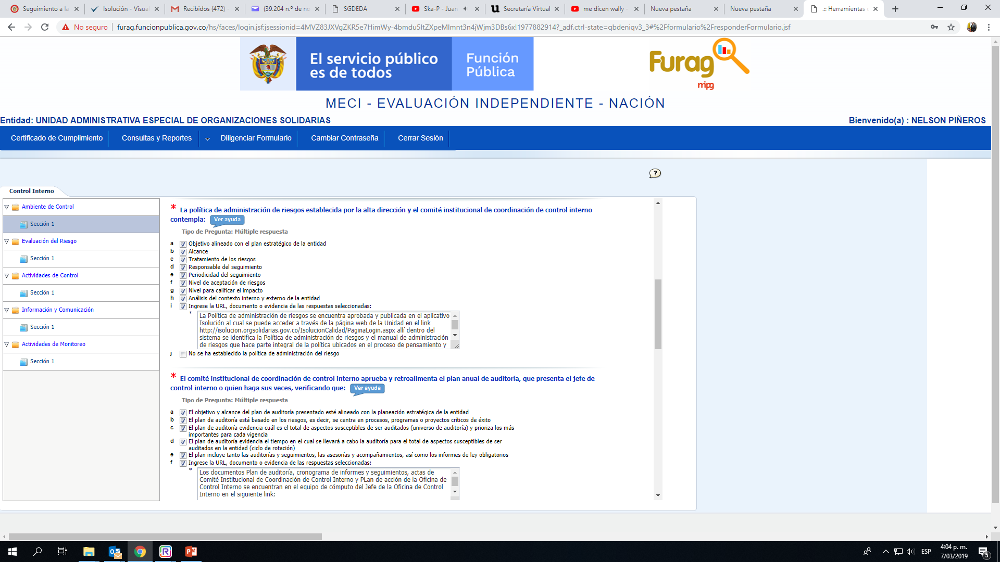 Seguimiento a la
Isolución - Visual
Recibidos (472) -
(39.204 n.º de no
SGDEDA
Ska-P - Juan
Secretaría Virtual
me dicen wally -
Nueva pestaña
Nueva pestaña
.:: Herramientas
No seguro
furag.funcionpublica.gov.co/hs/faces/login.jsf;jsessionid=4MVZ83JXVgZKR5e7HimWy-4bmdu5ltZXpeMlmnt3n4jWjm3DBs6x!1977882914?_adf.ctrl-state=qbdeniqv3_3#%2Fformulario%2FresponderFormulario.jsf
El servicio público
es de todos
Función
Pública
Furag
mipg
MECI - EVALUACIÓN INDEPENDIENTE - NACIÓN
Entidad: UNIDAD ADMINISTRATIVA ESPECIAL DE ORGANIZACIONES SOLIDARIAS
Bienvenido(a) : NELSON PIÑEROS
Certificado de Cumplimiento
Consultas y Reportes
Diligenciar Formulario
Cambiar Contraseña
Cerrar Sesión
?
Control Interno
Ambiente de Control
Sección 1
Evaluación del Riesgo
Sección 1
Actividades de Control
Sección 1
Información y Comunicación
Sección 1
Actividades de Monitoreo
Sección 1
* La política de administración de riesgos establecida por la alta dirección y el comité institucional de coordinación de control interno
contempla: Ver ayuda
Tipo de Pregunta: Múltiple respuesta
a Objetivo alineado con el plan estratégico de la entidad
b Alcance
c Tratamiento de los riesgos
d Responsable del seguimiento
e Periodicidad del seguimiento
f Nivel de aceptación de riesgos
g Nivel para calificar el impacto
h Análisis del contexto interno y externo de la entidad
i Ingrese la URL, documento o evidencia de las respuestas seleccionadas:
* La Política de administración de riesgos se encuentra aprobada y publicada en el aplicativo
Isolución al cual se puede acceder a través de la página web de la Unidad en el link
http://isolucion.orgsolidarias.gov.co/IsolucionCalidad/PaginaLogin.aspx allí dentro del
sistema se identifica la Política de administración de riesgos y el manual de administración
de riesgos que hace parte integral de la política ubicados en el proceso de pensamiento y
j No se ha establecido la política de administración del riesgo
* El comité institucional de coordinación de control interno aprueba y retroalimenta el plan anual de auditoría, que presenta el jefe de
control interno o quien haga sus veces, verificando que: Ver ayuda
Tipo de Pregunta: Múltiple respuesta
a El objetivo y alcance del plan de auditoría presentado esté alineado con la planeación estratégica de la entidad
b El plan de auditoría está basado en los riesgos, es decir, se centra en procesos, programas o proyectos críticos de éxito
c El plan de auditoría evidencia cuál es el total de aspectos susceptibles de ser auditados (universo de auditoría) y prioriza los más
importantes para cada vigencia
d El plan de auditoría evidencia el tiempo en el cual se llevará a cabo la auditoría para el total de aspectos susceptibles de ser
auditados en la entidad (ciclo de rotación)
e El plan incluye tanto las auditorías y seguimientos, las asesorías y acompañamientos, así como los informes de ley obligatorios
f Ingrese la URL, documento o evidencia de las respuestas seleccionadas:
* Los documentos Plan de auditoría, cronograma de informes y seguimientos, actas de
Comité Institucional de Coordinación de Control Interno y PLan de acción de la Oficina de
Control Interno se encuentran en el equipo de cómputo del Jefe de la Oficina de Control
Interno en el siguiente link:
ESP
4:04 p. m.
7/03/2019
5